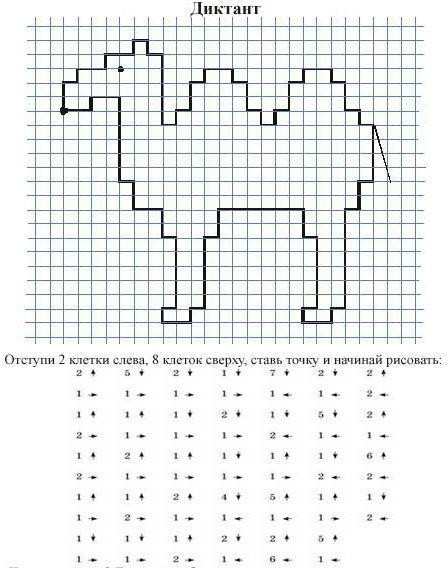 Диктант
Отступи 2 клетки слева, 8 клеток сверху, ставь точку и начинай рисовать:
2 ↑ 5 ↓ 2 ↓ 1 ↓ 7 ↓ 2 ↓ 2 ↑
1 → 1 → 1 → 1 → 1 ← 1 ← 2 ←
1 ↑ 1 ↑ 1 ↓ 2 ↓ 1 ↓ 5 ↓ 2 ↑
2 → 1 → 1 → 1 → 2 ← 1 ← 1 ←
1 ↑ 2 ↑ 1 ↑ 1 ↓ 1 ↑ 1 ↓ 6 ↑
2 → 1 → 1 → 1 → 1 → 2 ← 2 ←
1 ↑ 1 ↑ 2 ↑ 4 ↓ 5 ↑ 1 ↑ 1 ↓
1 → 2 → 1 → 1 ← 1 ← 1 → 2 ←
1 ↓ 1 ↓ 1 ↑ 2 ↓ 2 ↑ 5 ↑
1 → 1 → 2 → 1 ← 6 ← 1 ←